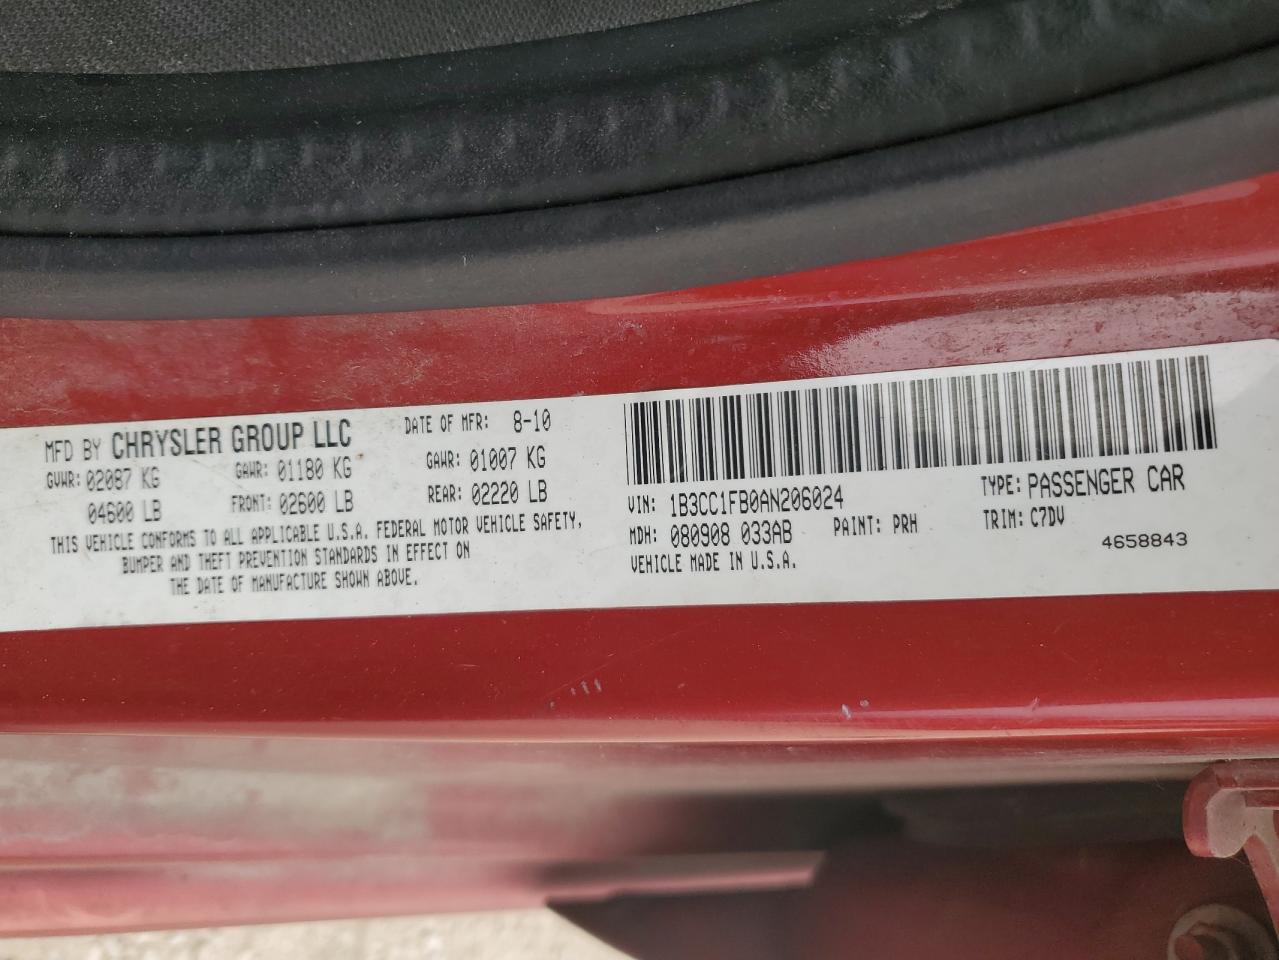 MFD BY CHRYSLER GROUP LLC DATE OF MFR: 8-10
GVWR: 02087 KG GAWR: 01180 KG GAWR: 01007 KG
04600 LB FRONT: 02600 LB REAR: 02220 LB
THIS VEHICLE CONFORMS TO ALL APPLICABLE U.S.A. FEDERAL MOTOR VEHICLE SAFETY,
BUMPER AND THEFT PREVENTION STANDARDS IN EFFECT ON
THE DATE OF MANUFACTURE SHOWN ABOVE.
VIN: 1B3CC1FB0AN206024 TYPE: PASSENGER CAR
MDH: 080908 033AB PAINT: PRH TRIM: C7DV
VEHICLE MADE IN U.S.A. 4658843